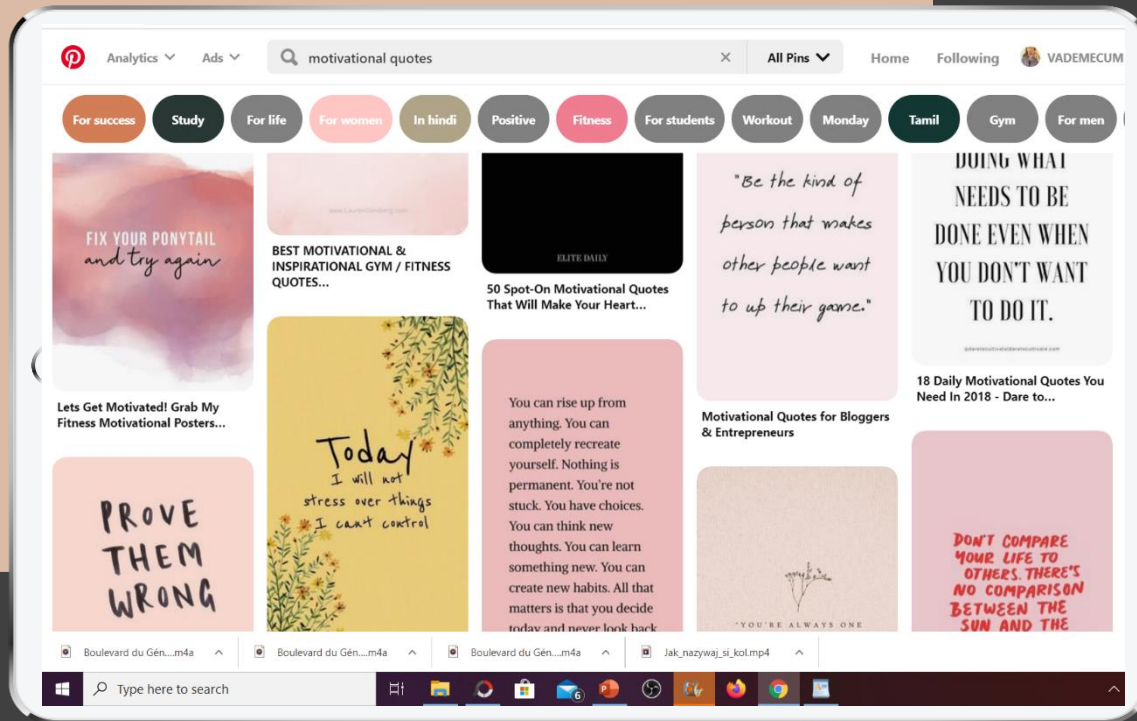 Analytics
Ads
motivational quotes
All Pins
Home
Following
VADEMECUM
For success
Study
For life
For women
In hindi
Positive
Fitness
For students
Workout
Monday
Tamil
Gym
For men
FIX YOUR PONYTAIL
and try again
Lets Get Motivated! Grab My
Fitness Motivational Posters...
PROVE
THEM
WRONG
BEST MOTIVATIONAL &
INSPIRATIONAL GYM / FITNESS
QUOTES...
Today
I will not
stress over things
I can't control
ELITE DAILY
50 Spot-On Motivational Quotes
That Will Make Your Heart...
You can rise up from
anything. You can
completely recreate
yourself. Nothing is
permanent. You're not
stuck. You have choices.
You can think new
thoughts. You can learn
something new. You can
create new habits. All that
matters is that you decide
today and never look back
"Be the kind of
person that makes
other people want
to up their game."
Motivational Quotes for Bloggers
& Entrepreneurs
"YOU'RE ALWAYS ONE
DOING WHAT
NEEDS TO BE
DONE EVEN WHEN
YOU DON'T WANT
TO DO IT.
18 Daily Motivational Quotes You
Need In 2018 - Dare to...
DON'T COMPARE
YOUR LIFE TO
OTHERS. THERE'S
NO COMPARISON
BETWEEN THE
SUN AND THE
Boulevard du Gén....m4a
Boulevard du Gén....m4a
Boulevard du Gén....m4a
Jak_nazywaj_si_kol.mp4
Type here to search
6